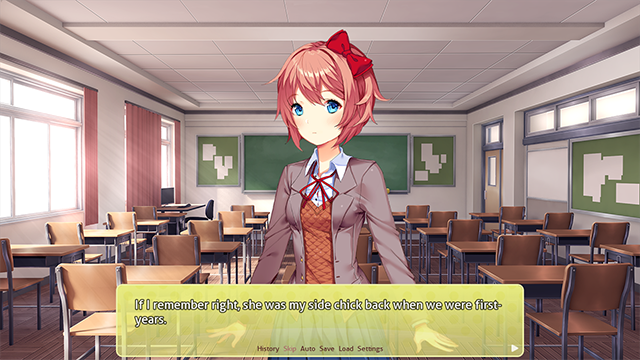 If I remember right, she was my side chick back when we were first-
years.
History Skip Auto Save Load Settings